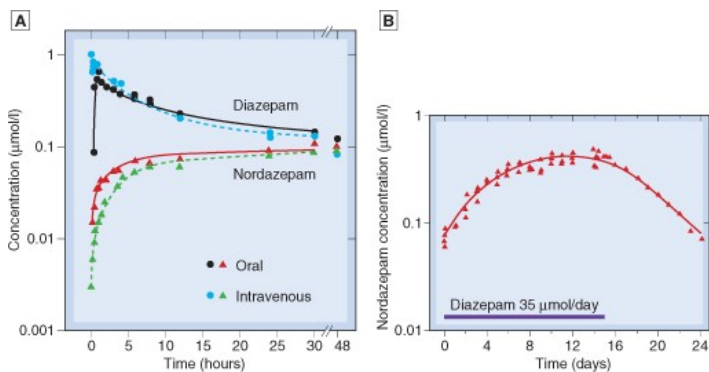 A
Concentration (μmol/l)
1
0.1
0.01
0.001
Diazepam
Nordazepam
Oral
Intravenous
0 5 10 15 20 25 30 48
Time (hours)
B
Nordazepam concentration (μmol/l)
1
0.1
0.01
Diazepam 35 μmol/day
0 4 8 12 16 20 24
Time (days)